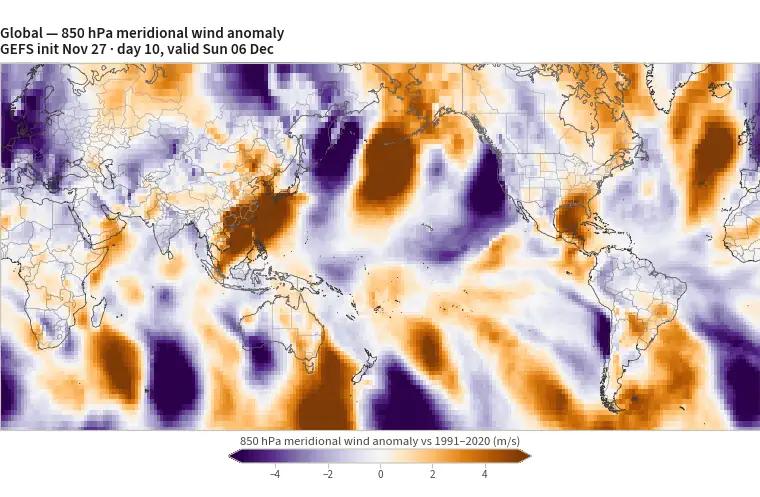 Global — 850 hPa meridional wind anomaly
GEFS init Nov 27 · day 10, valid Sun 06 Dec
850 hPa meridional wind anomaly vs 1991–2020 (m/s)
−4 −2 0 2 4